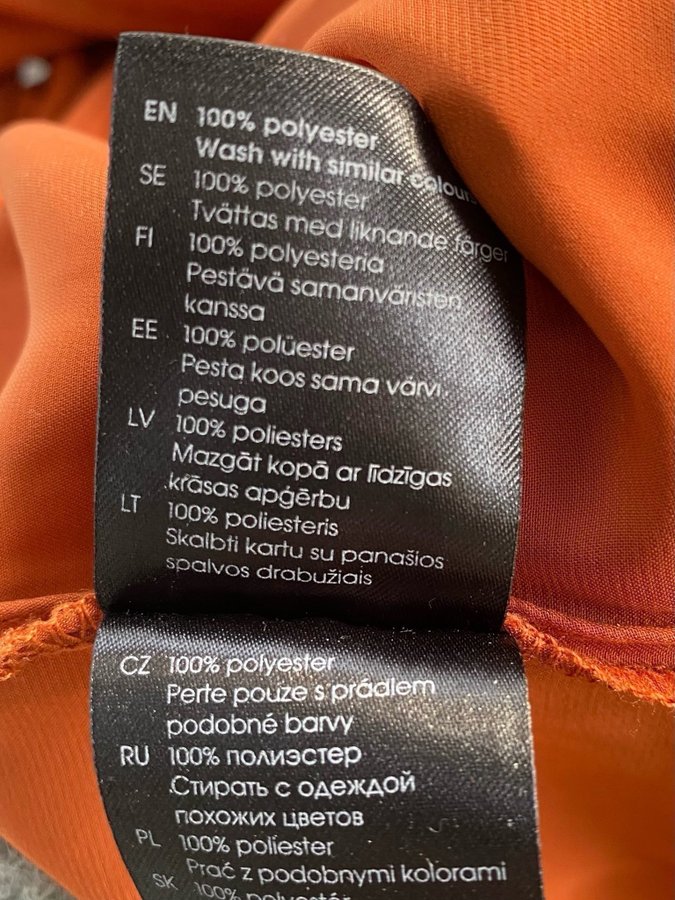 EN 100% polyester
Wash with similar colours
SE 100% polyester
Tvättas med liknande färger
FI 100% polyesteria
Pestävä samanväristen
kanssa
EE 100% polüester
Pesta koos sama värvi
pesuga
LV 100% poliesters
Mazgāt kopā ar līdzīgas
krāsas apģērbu
LT 100% poliesteris
Skalbti kartu su panašios
spalvos drabužiais
CZ 100% polyester
Perte pouze s prádlem
podobné barvy
RU 100% полиэстер
Стирать с одеждой
похожих цветов
PL 100% poliester
Prać z podobnymi kolorami
SK 100% polyestér